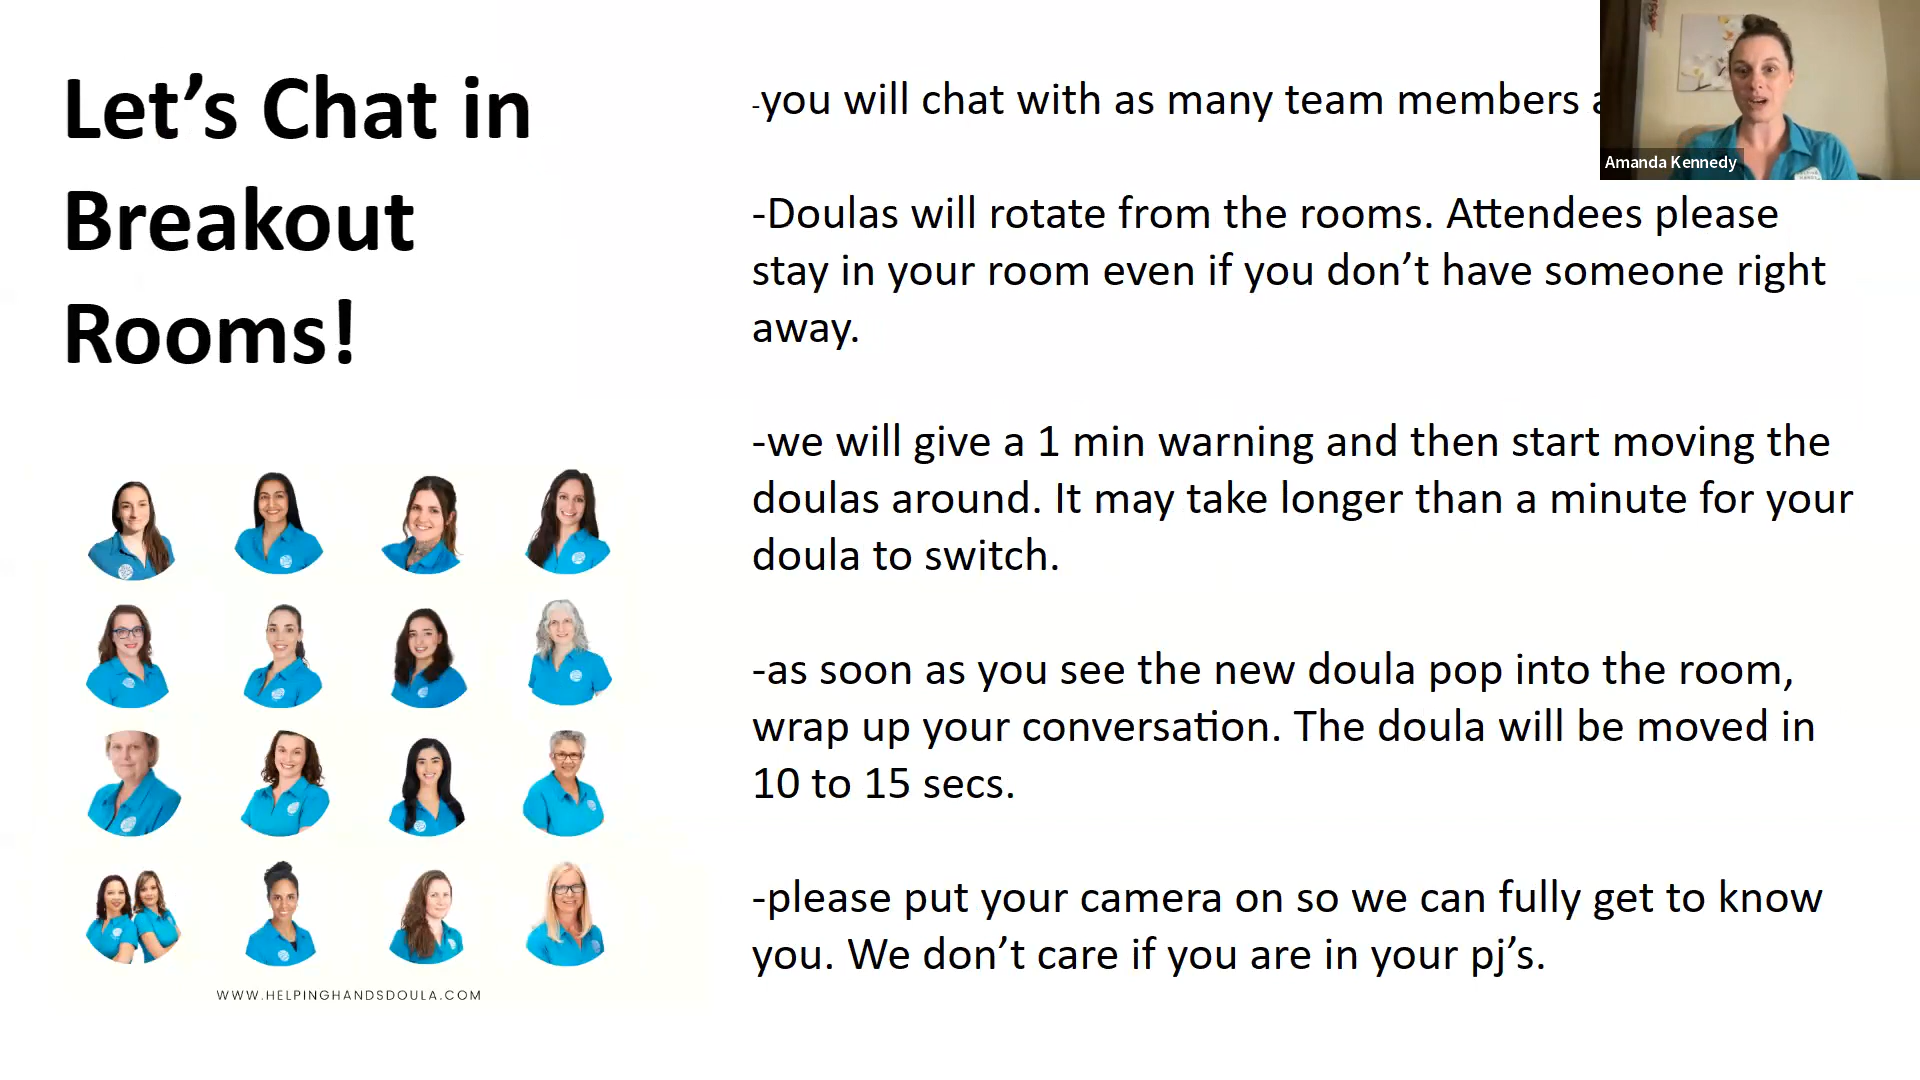 Let’s Chat in
Breakout
Rooms!
-you will chat with as many team members
Amanda Kennedy
-Doulas will rotate from the rooms. Attendees please
stay in your room even if you don’t have someone right
away.
-we will give a 1 min warning and then start moving the
doulas around. It may take longer than a minute for your
doula to switch.
-as soon as you see the new doula pop into the room,
wrap up your conversation. The doula will be moved in
10 to 15 secs.
-please put your camera on so we can fully get to know
you. We don’t care if you are in your pj’s.
WWW.HELPINGHANDSDOULA.COM